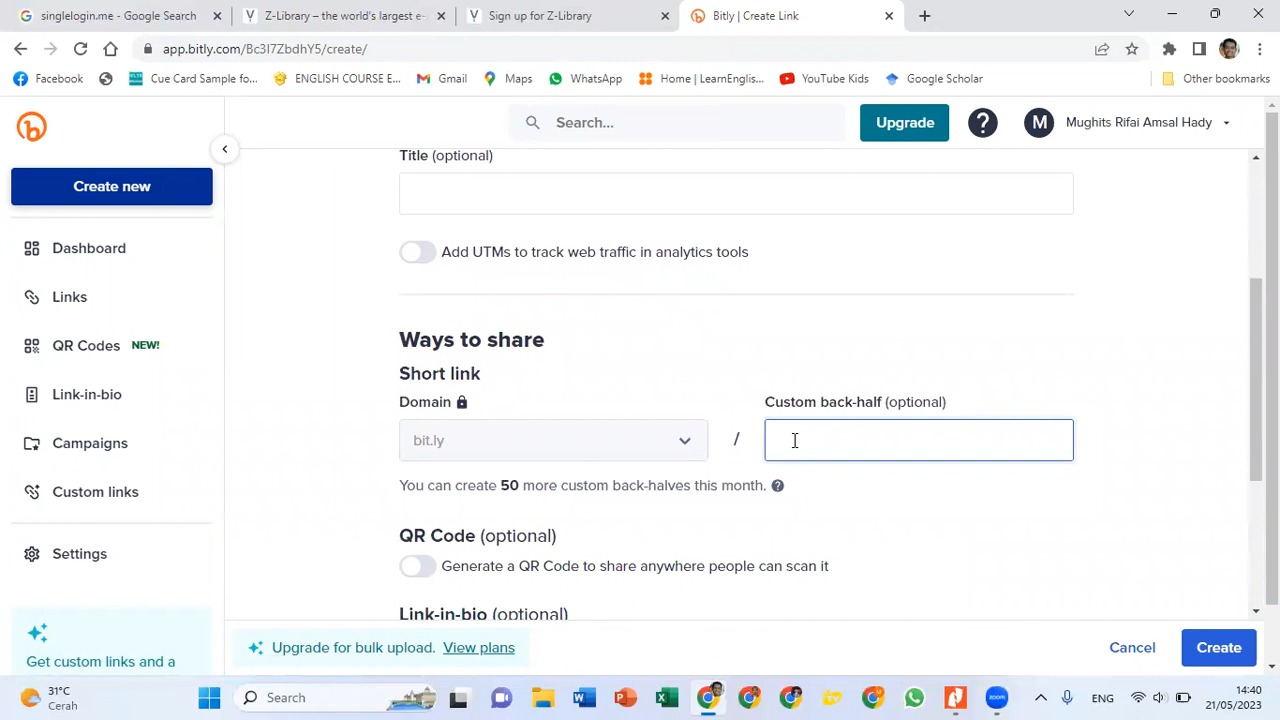 singlelogin.me - Google Search
Z-Library – the world's largest e-
Sign up for Z-Library
Bitly | Create Link
app.bitly.com/Bc3I7ZbdhY5/create/
Facebook
Cue Card Sample fo...
ENGLISH COURSE E...
Gmail
Maps
WhatsApp
Home | LearnEnglis...
YouTube Kids
Google Scholar
Other bookmarks
Search...
Upgrade
?
M
Mughits Rifai Amsal Hady
Create new
Dashboard
Links
QR Codes NEW!
Link-in-bio
Campaigns
Custom links
Settings
Get custom links and a
Title (optional)
Add UTMs to track web traffic in analytics tools
Ways to share
Short link
Domain
Custom back-half (optional)
bit.ly
/
You can create 50 more custom back-halves this month.
QR Code (optional)
Generate a QR Code to share anywhere people can scan it
Link-in-bio (optional)
Upgrade for bulk upload. View plans
Cancel
Create
31°C
Cerah
Search
zoom
ENG
14:40
21/05/2023